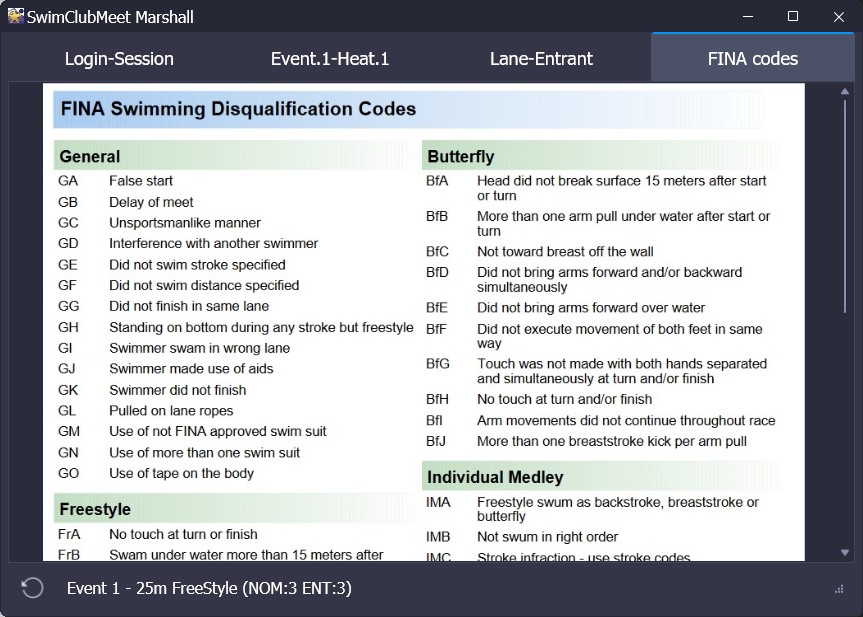 SwimClubMeet Marshall
Login-Session
Event.1-Heat.1
Lane-Entrant
FINA codes
FINA Swimming Disqualification Codes
General
GA False start
GB Delay of meet
GC Unsportsmanlike manner
GD Interference with another swimmer
GE Did not swim stroke specified
GF Did not swim distance specified
GG Did not finish in same lane
GH Standing on bottom during any stroke but freestyle
GI Swimmer swam in wrong lane
GJ Swimmer made use of aids
GK Swimmer did not finish
GL Pulled on lane ropes
GM Use of not FINA approved swim suit
GN Use of more than one swim suit
GO Use of tape on the body
Freestyle
FrA No touch at turn or finish
FrB Swam under water more than 15 meters after
Butterfly
BfA Head did not break surface 15 meters after start
or turn
BfB More than one arm pull under water after start or
turn
BfC Not toward breast off the wall
BfD Did not bring arms forward and/or backward
simultaneously
BfE Did not bring arms forward over water
BfF Did not execute movement of both feet in same
way
BfG Touch was not made with both hands separated
and simultaneously at turn and/or finish
BfH No touch at turn and/or finish
BfI Arm movements did not continue throughout race
BfJ More than one breaststroke kick per arm pull
Individual Medley
IMA Freestyle swum as backstroke, breaststroke or
butterfly
IMB Not swum in right order
IMC Stroke infraction - use stroke codes
Event 1 - 25m FreeStyle (NOM:3 ENT:3)